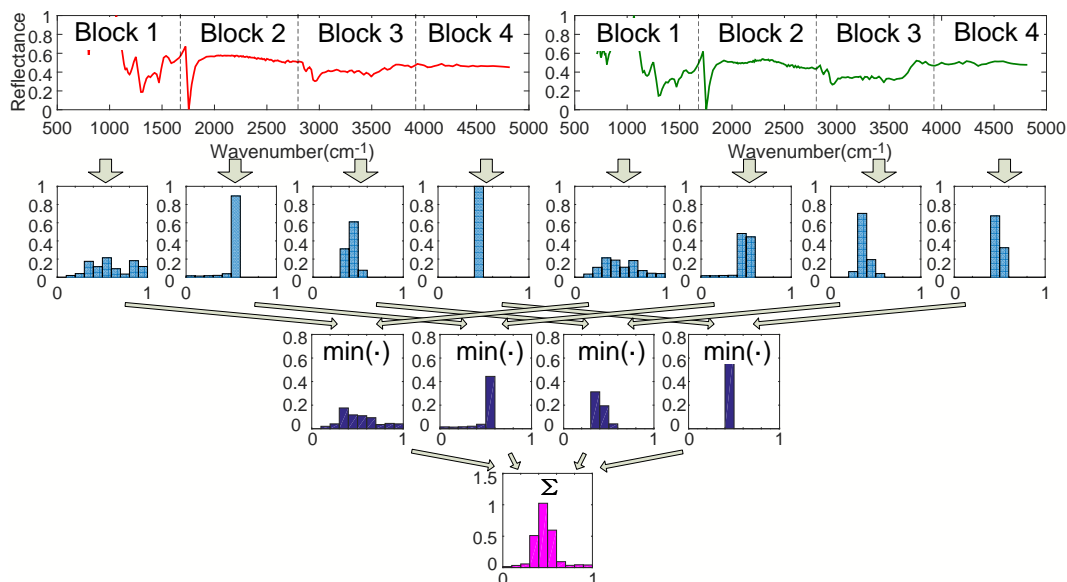 Block 1 Block 2 Block 3 Block 4 Block 1 Block 2 Block 3 Block 4
Reflectance
1 0.8 0.6 0.4 0.2 0
1 0.8 0.6 0.4 0.2 0
500 1000 1500 2000 2500 3000 3500 4000 4500 5000
500 1000 1500 2000 2500 3000 3500 4000 4500 5000
Wavenumber(cm⁻¹) Wavenumber(cm⁻¹)
1 0.8 0.6 0.4 0.2 0
1 0.8 0.6 0.4 0.2 0
1 0.8 0.6 0.4 0.2 0
1 0.8 0.6 0.4 0.2 0
1 0.8 0.6 0.4 0.2 0
1 0.8 0.6 0.4 0.2 0
1 0.8 0.6 0.4 0.2 0
1 0.8 0.6 0.4 0.2 0
0 1 0 1 0 1 0 1 0 1 0 1 0 1 0 1
min(·) min(·) min(·) min(·)
0.8 0.6 0.4 0.2 0
0.8 0.6 0.4 0.2 0
0.8 0.6 0.4 0.2 0
0.8 0.6 0.4 0.2 0
0 1 0 1 0 1 0 1
Σ
1.5 1 0.5 0
0 1